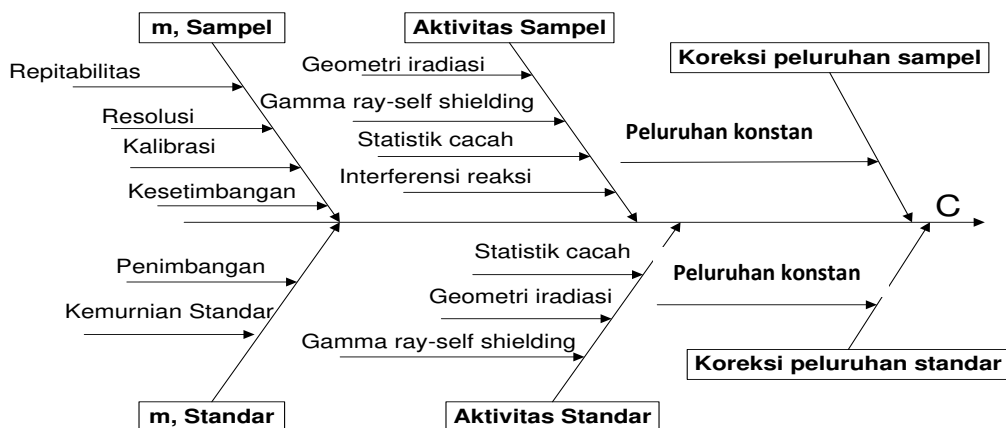 m, Sampel
Aktivitas Sampel
Koreksi peluruhan sampel
Repitabilitas
Resolusi
Kalibrasi
Kesetimbangan
Geometri iradiasi
Gamma ray-self shielding
Statistik cacah
Interferensi reaksi
Peluruhan konstan
C
Penimbangan
Kemurnian Standar
Statistik cacah
Geometri iradiasi
Gamma ray-self shielding
Peluruhan konstan
m, Standar
Aktivitas Standar
Koreksi peluruhan standar